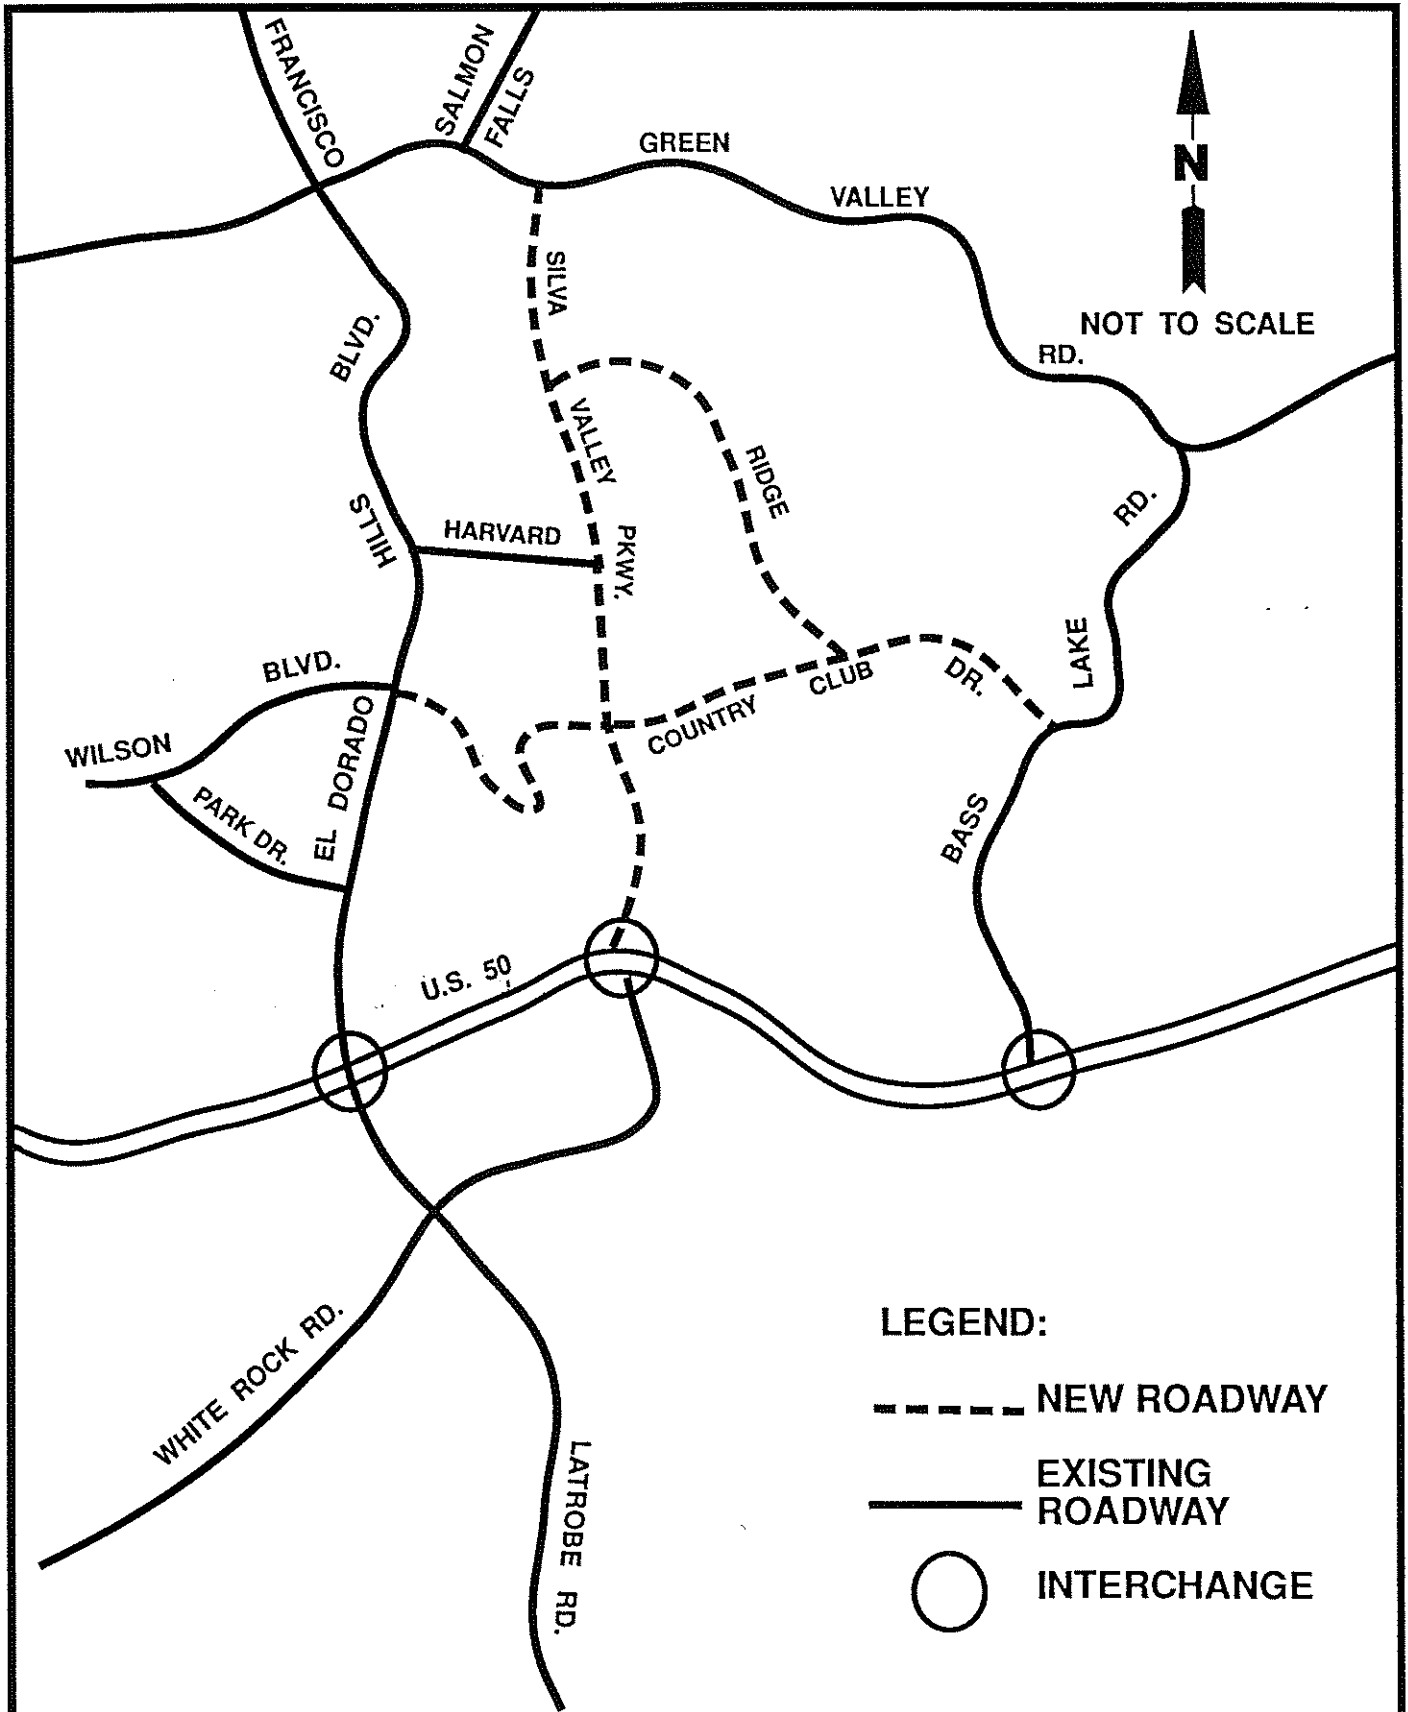 FRANCISCO
SALMON
FALLS
GREEN
VALLEY
RD.
N
NOT TO SCALE
SILVA
VALLEY
PKWY.
BLVD.
HILLS
EL DORADO
RIDGE
HARVARD
RD.
LAKE
BASS
BLVD.
WILSON
PARK DR.
COUNTRY
CLUB
DR.
U.S. 50
WHITE ROCK RD.
LATROBE RD.
LEGEND:
NEW ROADWAY
EXISTING
ROADWAY
INTERCHANGE